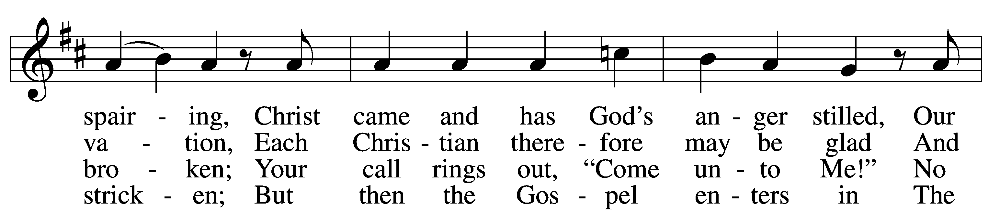 spair - ing, Christ came and has God’s an - ger stilled, Our
va - tion, Each Chris - tian there - fore may be glad And
bro - ken; Your call rings out, “Come un - to Me!” No
strick - en; But then the Gos - pel en - ters in The